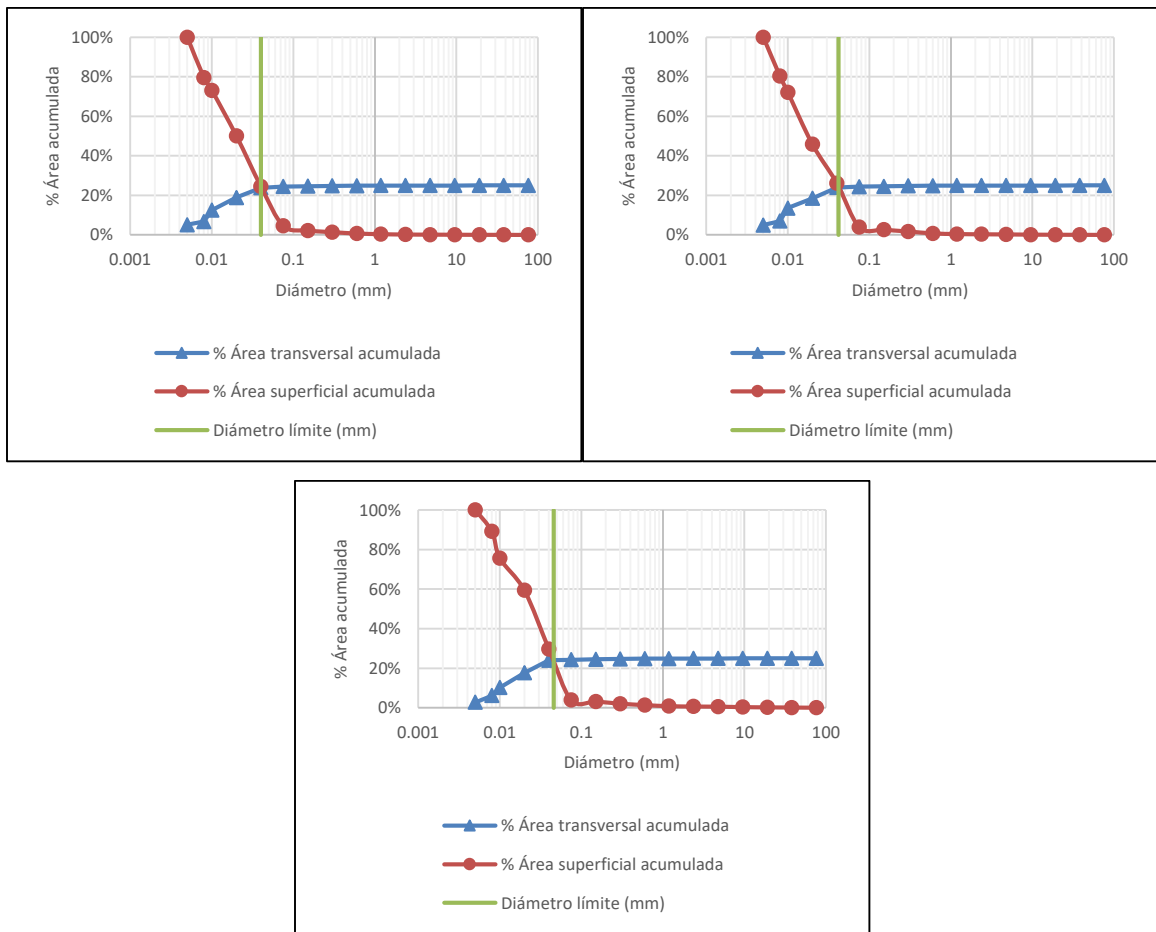 % Área acumulada
100%
80%
60%
40%
20%
0%
0.001 0.01 0.1 1 10 100
Diámetro (mm)
% Área transversal acumulada
% Área superficial acumulada
Diámetro límite (mm)
% Área acumulada
100%
80%
60%
40%
20%
0%
0.001 0.01 0.1 1 10 100
Diámetro (mm)
% Área transversal acumulada
% Área superficial acumulada
Diámetro límite (mm)
% Área acumulada
100%
80%
60%
40%
20%
0%
0.001 0.01 0.1 1 10 100
Diámetro (mm)
% Área transversal acumulada
% Área superficial acumulada
Diámetro límite (mm)